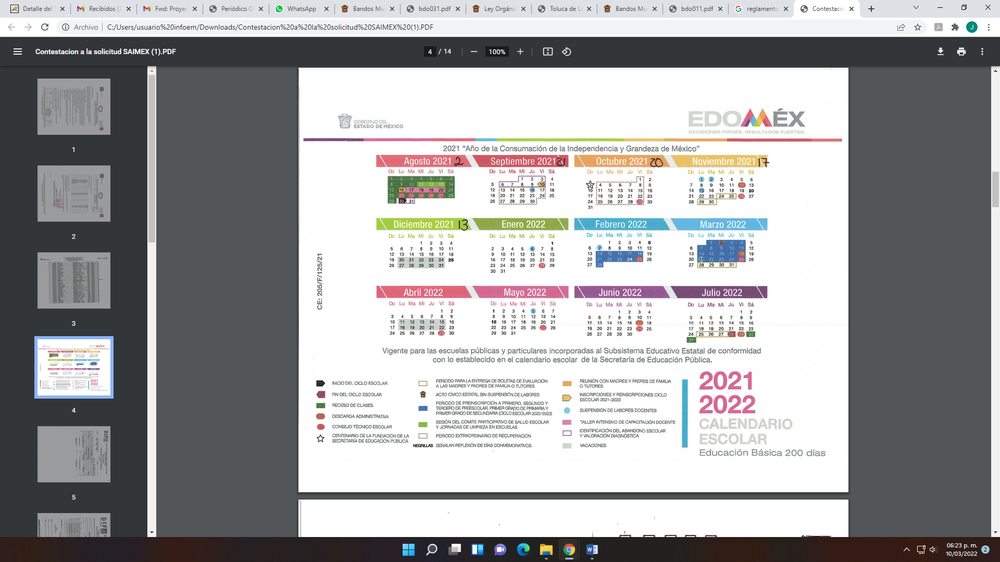 Detalle del S
Recibidos (3
Fwd: Proyec
Periódico O
WhatsApp
Bandos Mu
bdo031.pdf
Ley Orgánic
Toluca de L
Bandos Mu
bdo011.pdf
reglamento
Contestacio
Archivo
C:/Users/usuario%20infoem/Downloads/Contestacion%20a%20la%20solicitud%20SAIMEX%20(1).PDF
J
Contestacion a la solicitud SAIMEX (1).PDF
4 / 14
100%
1
2
3
4
5
GOBIERNO DEL
ESTADO DE MÉXICO
EDOMÉX
DECISIONES FIRMES, RESULTADOS FUERTES.
2021 “Año de la Consumación de la Independencia y Grandeza de México”
Agosto 2021 2
Do Lu Ma Mi Ju Vi Sá
1 2 3 4 5 6 7
8 9 10 11 12 13 14
15 16 17 18 19 20 21
22 23 24 25 26 27 28
29 30 31
Septiembre 2021 21
Do Lu Ma Mi Ju Vi Sá
1 2 3 4
5 6 7 8 9 10 11
12 13 14 15 16 17 18
19 20 21 22 23 24 25
26 27 28 29 30
Octubre 2021 20
Do Lu Ma Mi Ju Vi Sá
1 2
3 4 5 6 7 8 9
10 11 12 13 14 15 16
17 18 19 20 21 22 23
24 25 26 27 28 29 30
31
Noviembre 2021 17
Do Lu Ma Mi Ju Vi Sá
1 2 3 4 5 6
7 8 9 10 11 12 13
14 15 16 17 18 19 20
21 22 23 24 25 26 27
28 29 30
Diciembre 2021 13
Do Lu Ma Mi Ju Vi Sá
1 2 3 4
5 6 7 8 9 10 11
12 13 14 15 16 17 18
19 20 21 22 23 24 25
26 27 28 29 30 31
Enero 2022
Do Lu Ma Mi Ju Vi Sá
1
2 3 4 5 6 7 8
9 10 11 12 13 14 15
16 17 18 19 20 21 22
23 24 25 26 27 28 29
30 31
Febrero 2022
Do Lu Ma Mi Ju Vi Sá
1 2 3 4 5
6 7 8 9 10 11 12
13 14 15 16 17 18 19
20 21 22 23 24 25 26
27 28
Marzo 2022
Do Lu Ma Mi Ju Vi Sá
1 3 4 5
6 7 8 9 10 11 12
13 14 15 16 17 18 19
20 21 22 23 24 25 26
27 28 29 30 31
CE: 205/F/125/21
Abril 2022
Do Lu Ma Mi Ju Vi Sá
1 2
3 4 5 6 7 8 9
10 11 12 13 14 15 16
17 18 19 20 21 22 23
24 25 26 27 28 29 30
Mayo 2022
Do Lu Ma Mi Ju Vi Sá
1 2 3 4 5 6 7
8 9 10 11 12 13 14
15 16 17 18 19 20 21
22 23 24 25 26 27 28
29 30 31
Junio 2022
Do Lu Ma Mi Ju Vi Sá
1 2 3 4
5 6 7 8 9 10 11
12 13 14 15 16 17 18
19 20 21 22 23 24 25
26 27 28 29 30
Julio 2022
Do Lu Ma Mi Ju Vi Sá
1 2
3 4 5 6 7 8 9
10 11 12 13 14 15 16
17 18 19 20 21 22 23
24 25 26 27 28 29 30
31
Vigente para las escuelas públicas y particulares incorporadas al Subsistema Educativo Estatal de conformidad
con lo establecido en el calendario escolar de la Secretaría de Educación Pública.
INICIO DEL CICLO ESCOLAR
FIN DEL CICLO ESCOLAR
RECESO DE CLASES
DESCARGA ADMINISTRATIVA
CONSEJO TÉCNICO ESCOLAR
CENTENARIO DE LA FUNDACIÓN DE LA
SECRETARÍA DE EDUCACIÓN PÚBLICA
PERIODO PARA LA ENTREGA DE BOLETAS DE EVALUACIÓN
A LAS MADRES Y PADRES DE FAMILIA O TUTORES
ACTO CÍVICO ESTATAL SIN SUSPENSIÓN DE LABORES
PERIODO DE PREINSCRIPCIÓN A PRIMERO, SEGUNDO Y
TERCERO DE PREESCOLAR, PRIMER GRADO DE PRIMARIA Y
PRIMER GRADO DE SECUNDARIA (CICLO ESCOLAR 2022-2023)
SESIÓN DEL COMITE PARTICIPATIVO DE SALUD ESCOLAR
Y JORNADAS DE LIMPIEZA EN ESCUELAS
PERIODO EXTRAORDINARIO DE RECUPERACIÓN
NEGRILLAS SEÑALAN REFLEXIÓN DE DÍAS CONMEMORATIVOS
REUNIÓN CON MADRES Y PADRES DE FAMILIA
O TUTORES
INSCRIPCIONES Y REINSCRIPCIONES CICLO
ESCOLAR 2021-2022
SUSPENSIÓN DE LABORES DOCENTES
TALLER INTENSIVO DE CAPACITACIÓN DOCENTE
IDENTIFICACIÓN DEL ABANDONO ESCOLAR
Y VALORACIÓN DIAGNÓSTICA
VACACIONES
2021
2022
CALENDARIO
ESCOLAR
Educación Básica 200 días
06:23 p. m.
10/03/2022
2